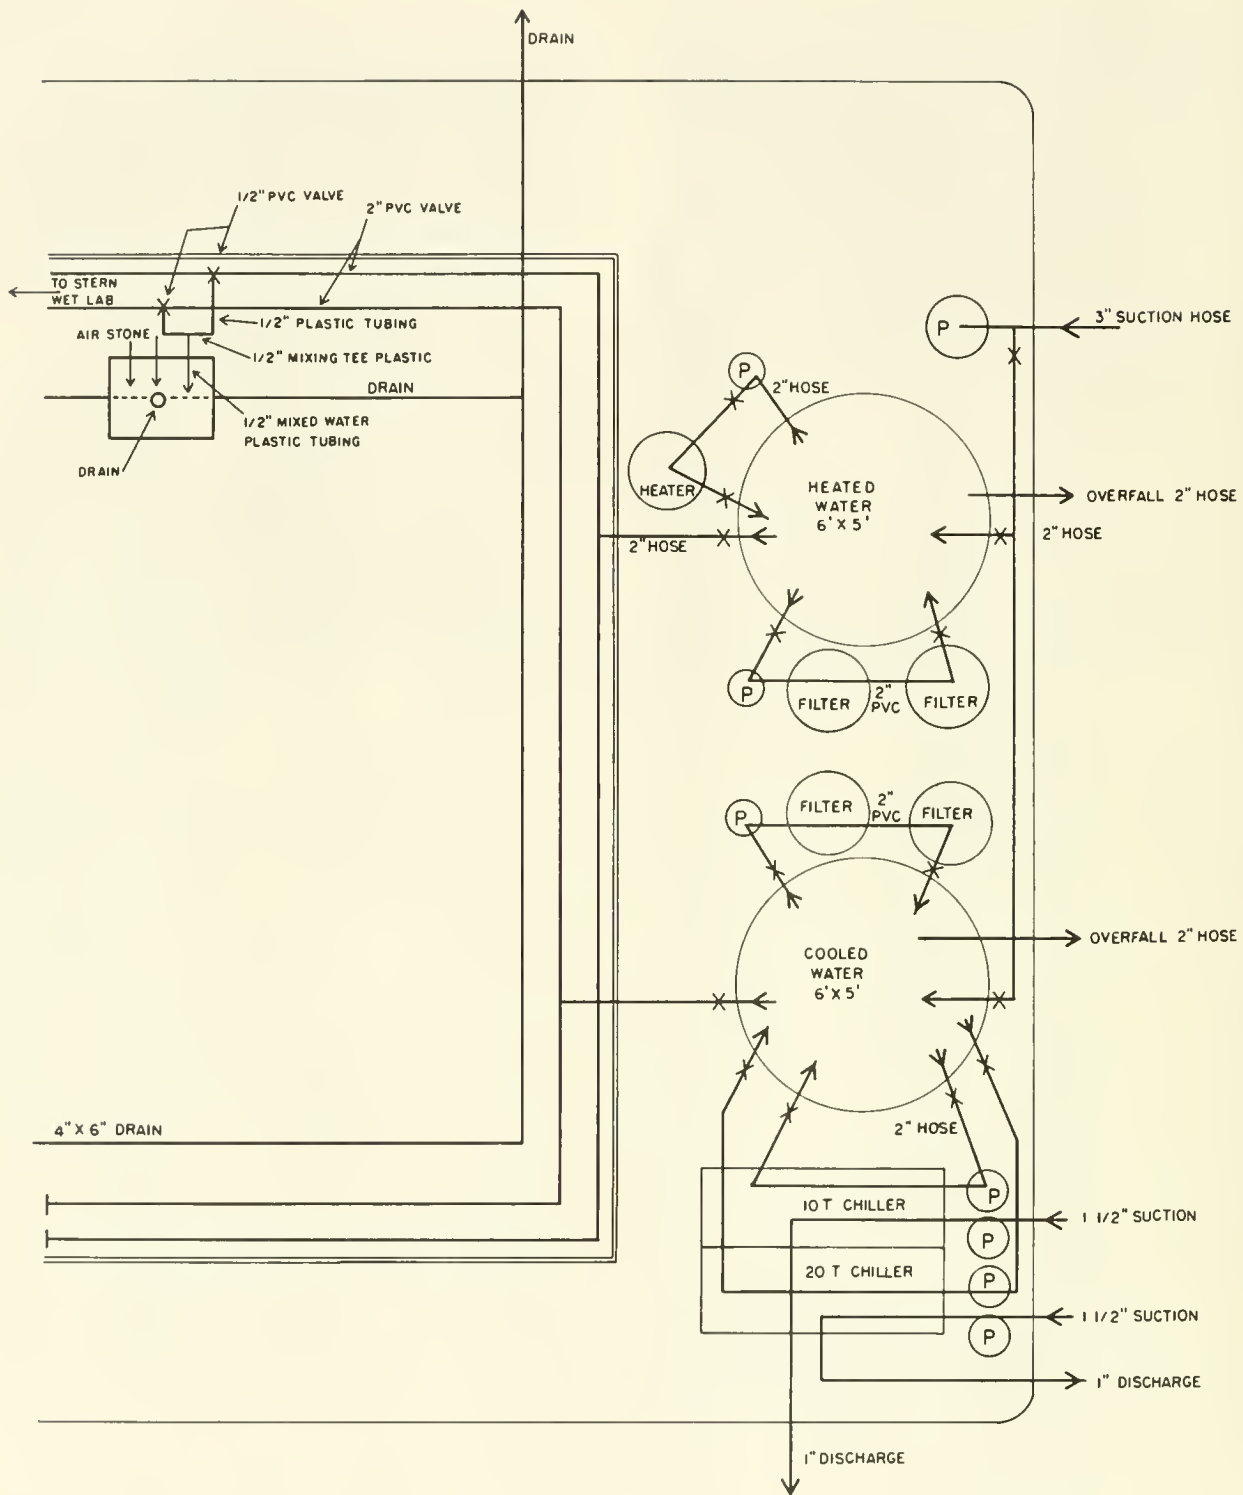 DRAIN
1/2" PVC VALVE
2" PVC VALVE
TO STERN
WET LAB
1/2" PLASTIC TUBING
AIR STONE
1/2" MIXING TEE PLASTIC
DRAIN
1/2" MIXED WATER
PLASTIC TUBING
DRAIN
P
3" SUCTION HOSE
P
2" HOSE
HEATER
HEATED
WATER
6' X 5'
OVERFALL 2" HOSE
2" HOSE
2" HOSE
P
FILTER
2"
PVC
FILTER
P
FILTER
2"
PVC
FILTER
OVERFALL 2" HOSE
COOLED
WATER
6' X 5'
4" X 6" DRAIN
2" HOSE
P
10 T CHILLER
1 1/2" SUCTION
P
20 T CHILLER
P
1 1/2" SUCTION
P
1" DISCHARGE
1" DISCHARGE